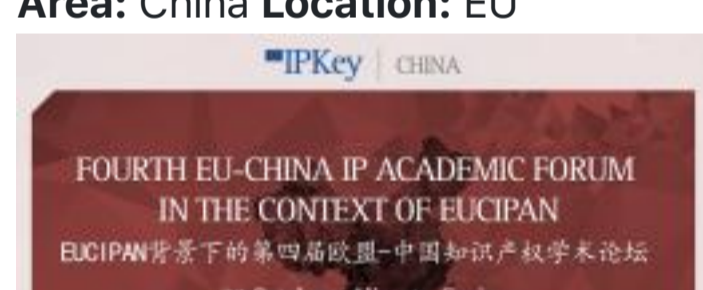 Area: China Location: EU
IPKey | CHINA
FOURTH EU-CHINA IP ACADEMIC FORUM
IN THE CONTEXT OF EUCIPAN
EUCIPAN背景下的第四届欧盟-中国知识产权学术论坛